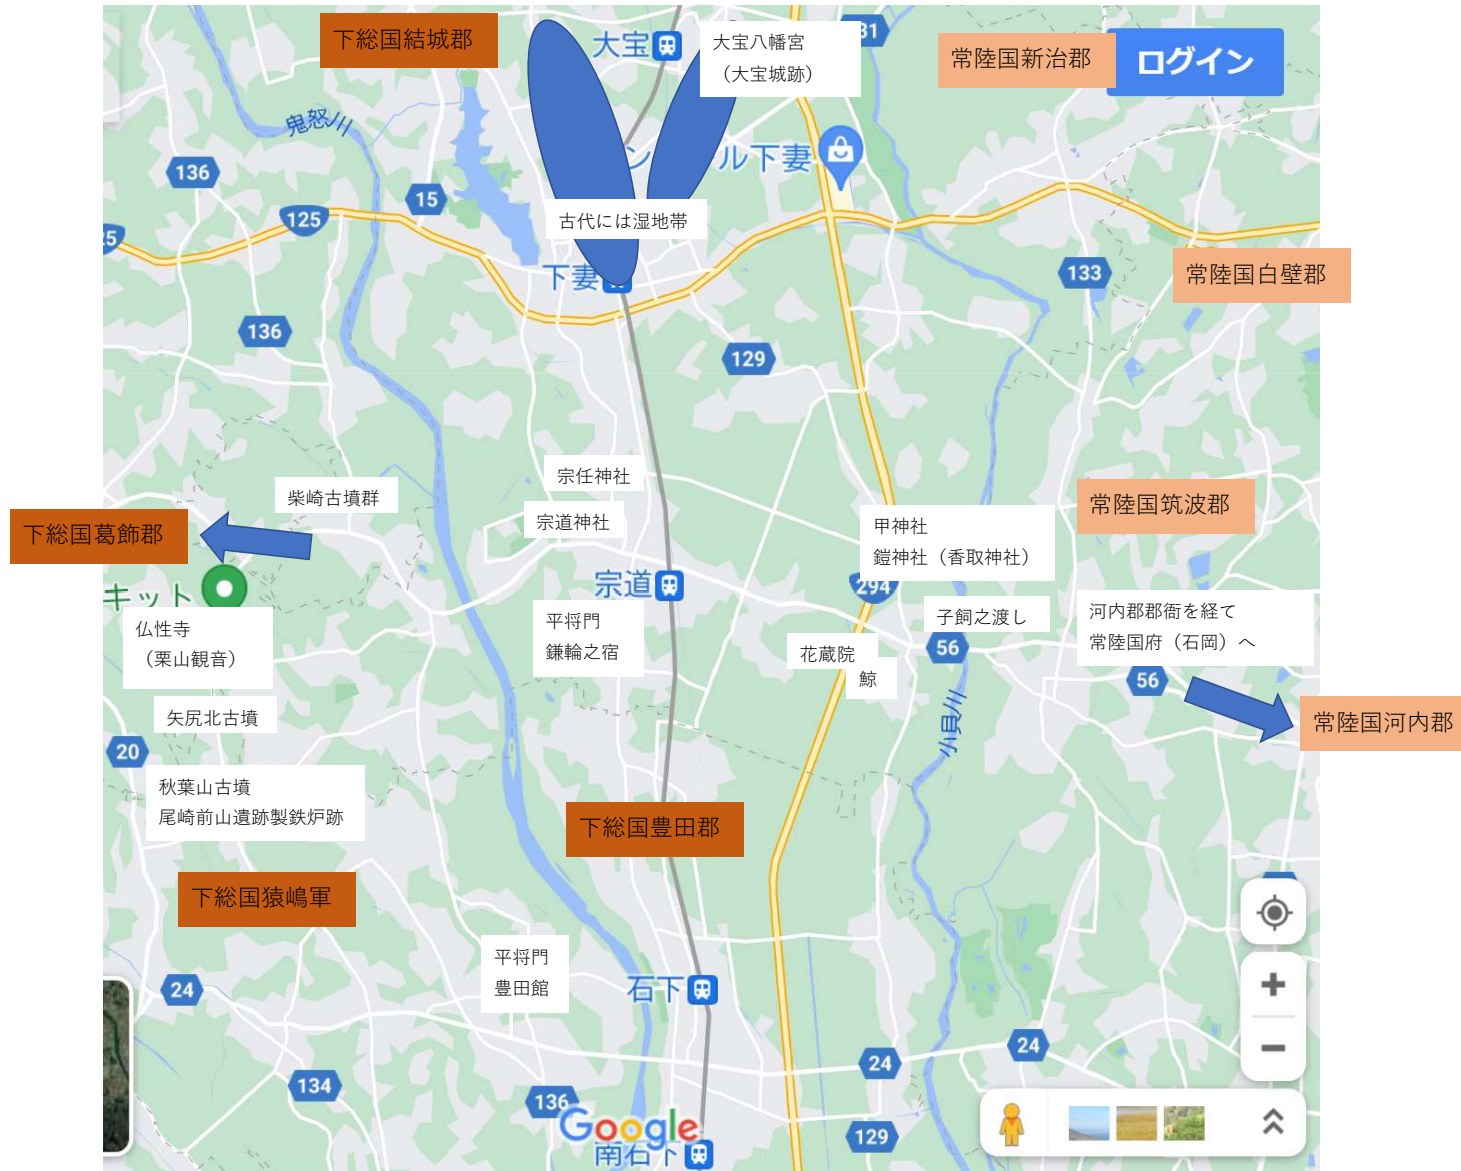 下総国結城郡
大宝
大宝八幡宮
（大宝城跡）
31
常陸国新治郡
ログイン
鬼怒川
136
ン
ル下妻
15
125
25
古代には湿地帯
下妻
133
常陸国白壁郡
136
129
宗任神社
柴崎古墳群
宗道神社
常陸国筑波郡
下総国葛飾郡
甲神社
鎧神社（香取神社）
キット
宗道
294
仏性寺
（栗山観音）
平将門
鎌輪之宿
子飼之渡し
河内郡郡衙を経て
常陸国府（石岡）へ
花蔵院
56
鯨
56
矢尻北古墳
小貝川
常陸国河内郡
20
秋葉山古墳
尾崎前山遺跡製鉄炉跡
下総国豊田郡
下総国猿嶋軍
平将門
豊田館
24
石下
24
24
134
136
Google
129
南石下